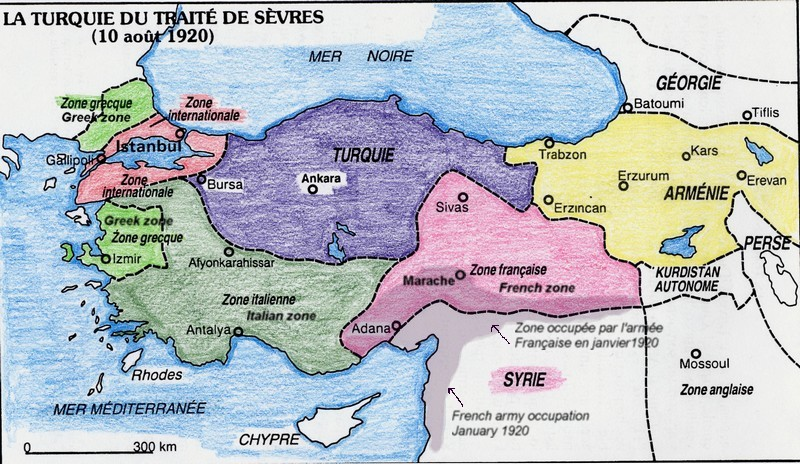 LA TURQUIE DU TRAITÉ DE SÈVRES
(10 août 1920)
MER NOIRE
GÉORGIE
Zone grecque
Greek zone
Zone
internationale
Batoumi
Tiflis
Istanbul
Gallipoli
TURQUIE
Trabzon
Kars
Zone
internationale
Bursa
Ankara
Erzurum
Erevan
ARMÉNIE
Sivas
Erzincan
Greek zone
Zone grecque
PERSE
Izmir
Afyonkarahissar
Zone française
French zone
Marache
KURDISTAN
AUTONOME
Zone italienne
Italian zone
Antalya
Adana
Zone occupée par l'armée
Française en janvier1920
Mossoul
Rhodes
SYRIE
Zone anglaise
MER MÉDITERRANÉE
French army occupation
January 1920
CHYPRE
0 300 km